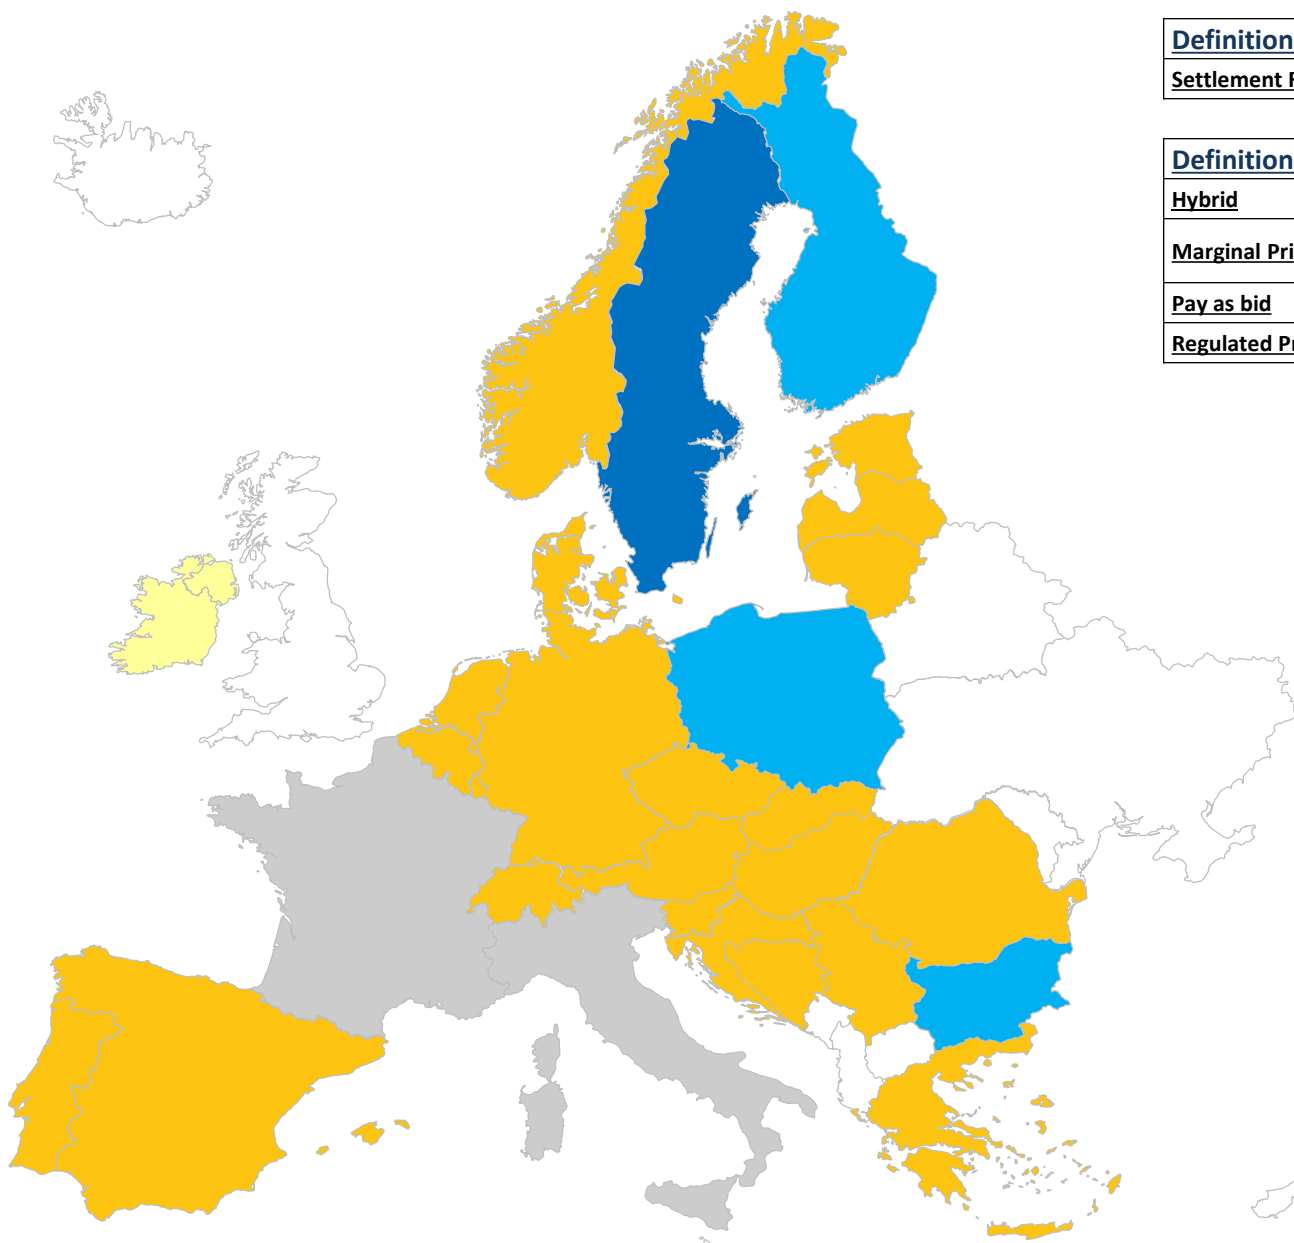 Definition
Settlement
Definition
Hybrid
Marginal
Pay as bid
Regulated